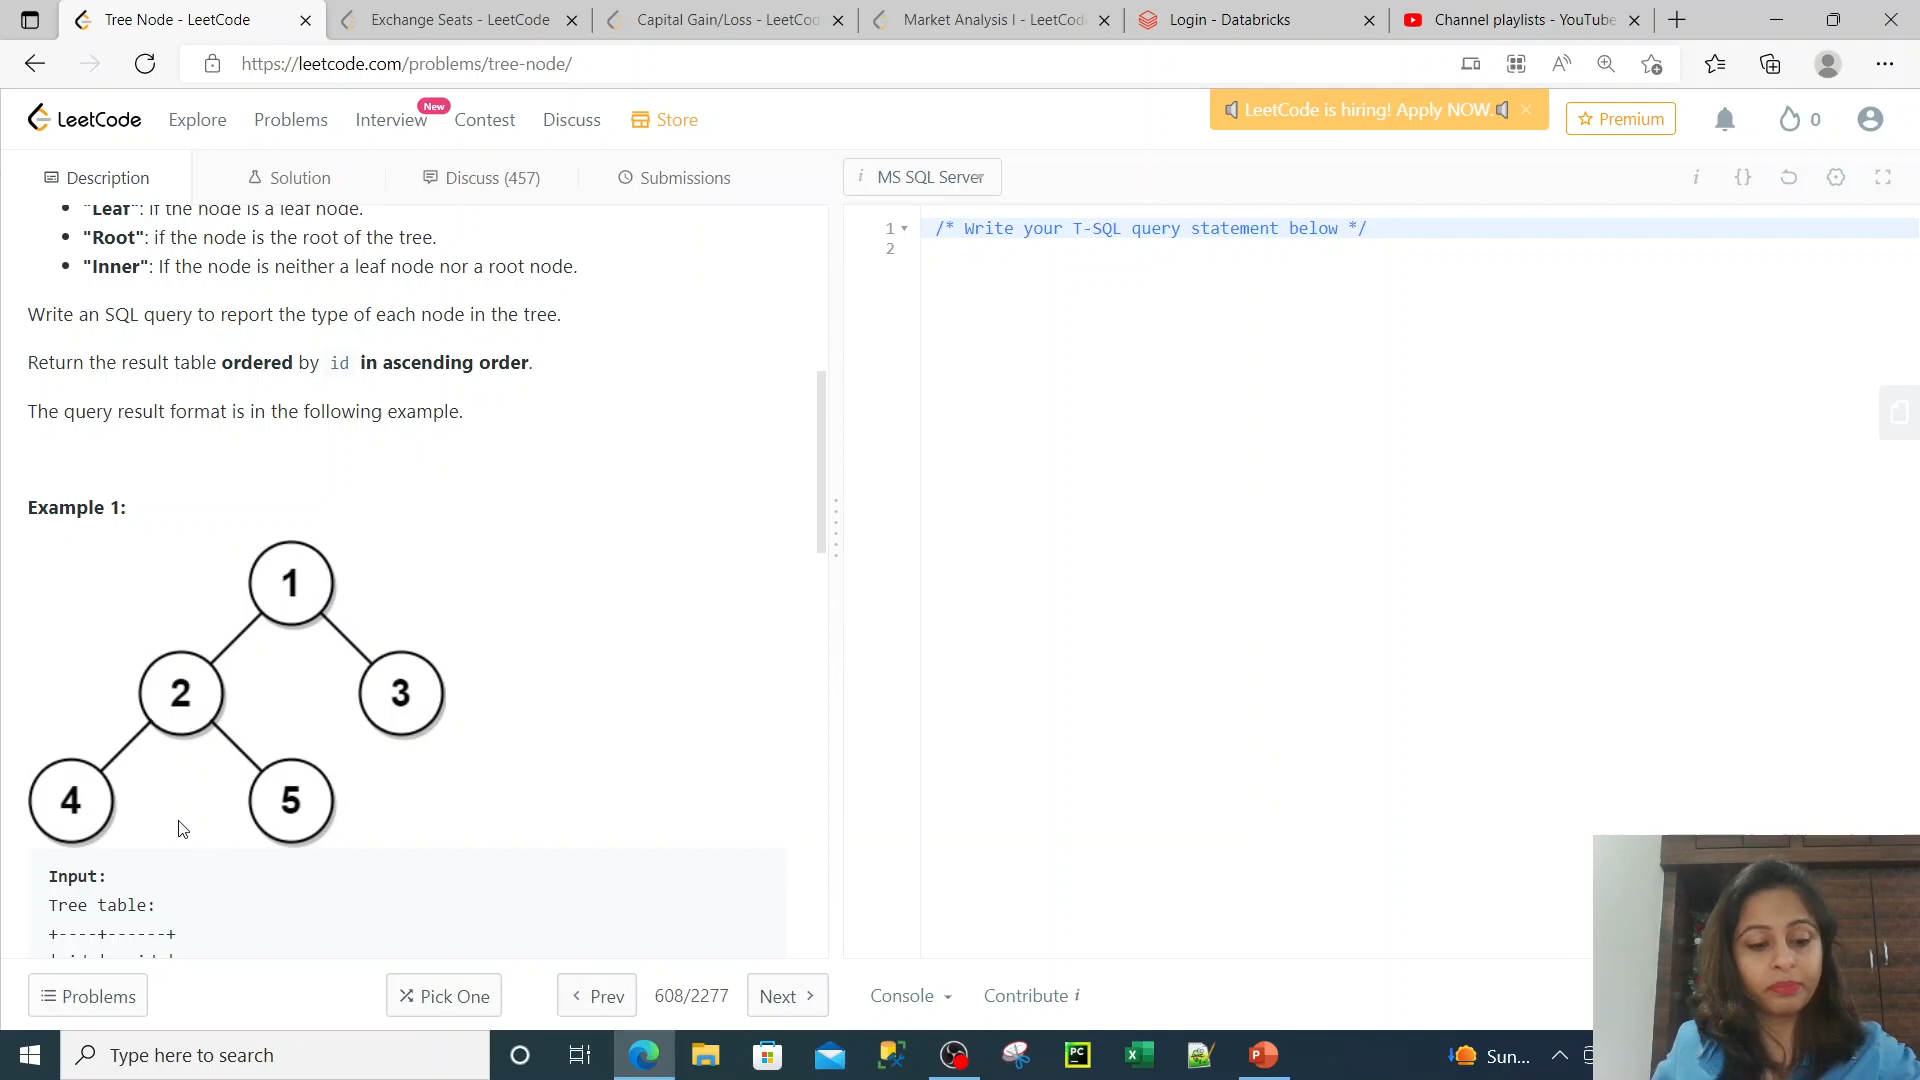 Tree Node - LeetCode
Exchange Seats - LeetCode
Capital Gain/Loss - LeetCo
Market Analysis I - LeetCod
Login - Databricks
Channel playlists - YouTube
https://leetcode.com/problems/tree-node/
LeetCode
Explore
Problems
Interview
New
Contest
Discuss
Store
LeetCode is hiring! Apply NOW.
Premium
0
Description
Solution
Discuss (457)
Submissions
i MS SQL Server
i
{}
• "Leaf": if the node is a leaf node.
• "Root": if the node is the root of the tree.
• "Inner": If the node is neither a leaf node nor a root node.
Write an SQL query to report the type of each node in the tree.
Return the result table ordered by id in ascending order.
The query result format is in the following example.
Example 1:
1
2
3
4
5
Input:
Tree table:
+----+------+
1
/* Write your T-SQL query statement below */
2
Problems
Pick One
< Prev
608/2277
Next >
Console
Contribute i
Type here to search
PC
Sun...